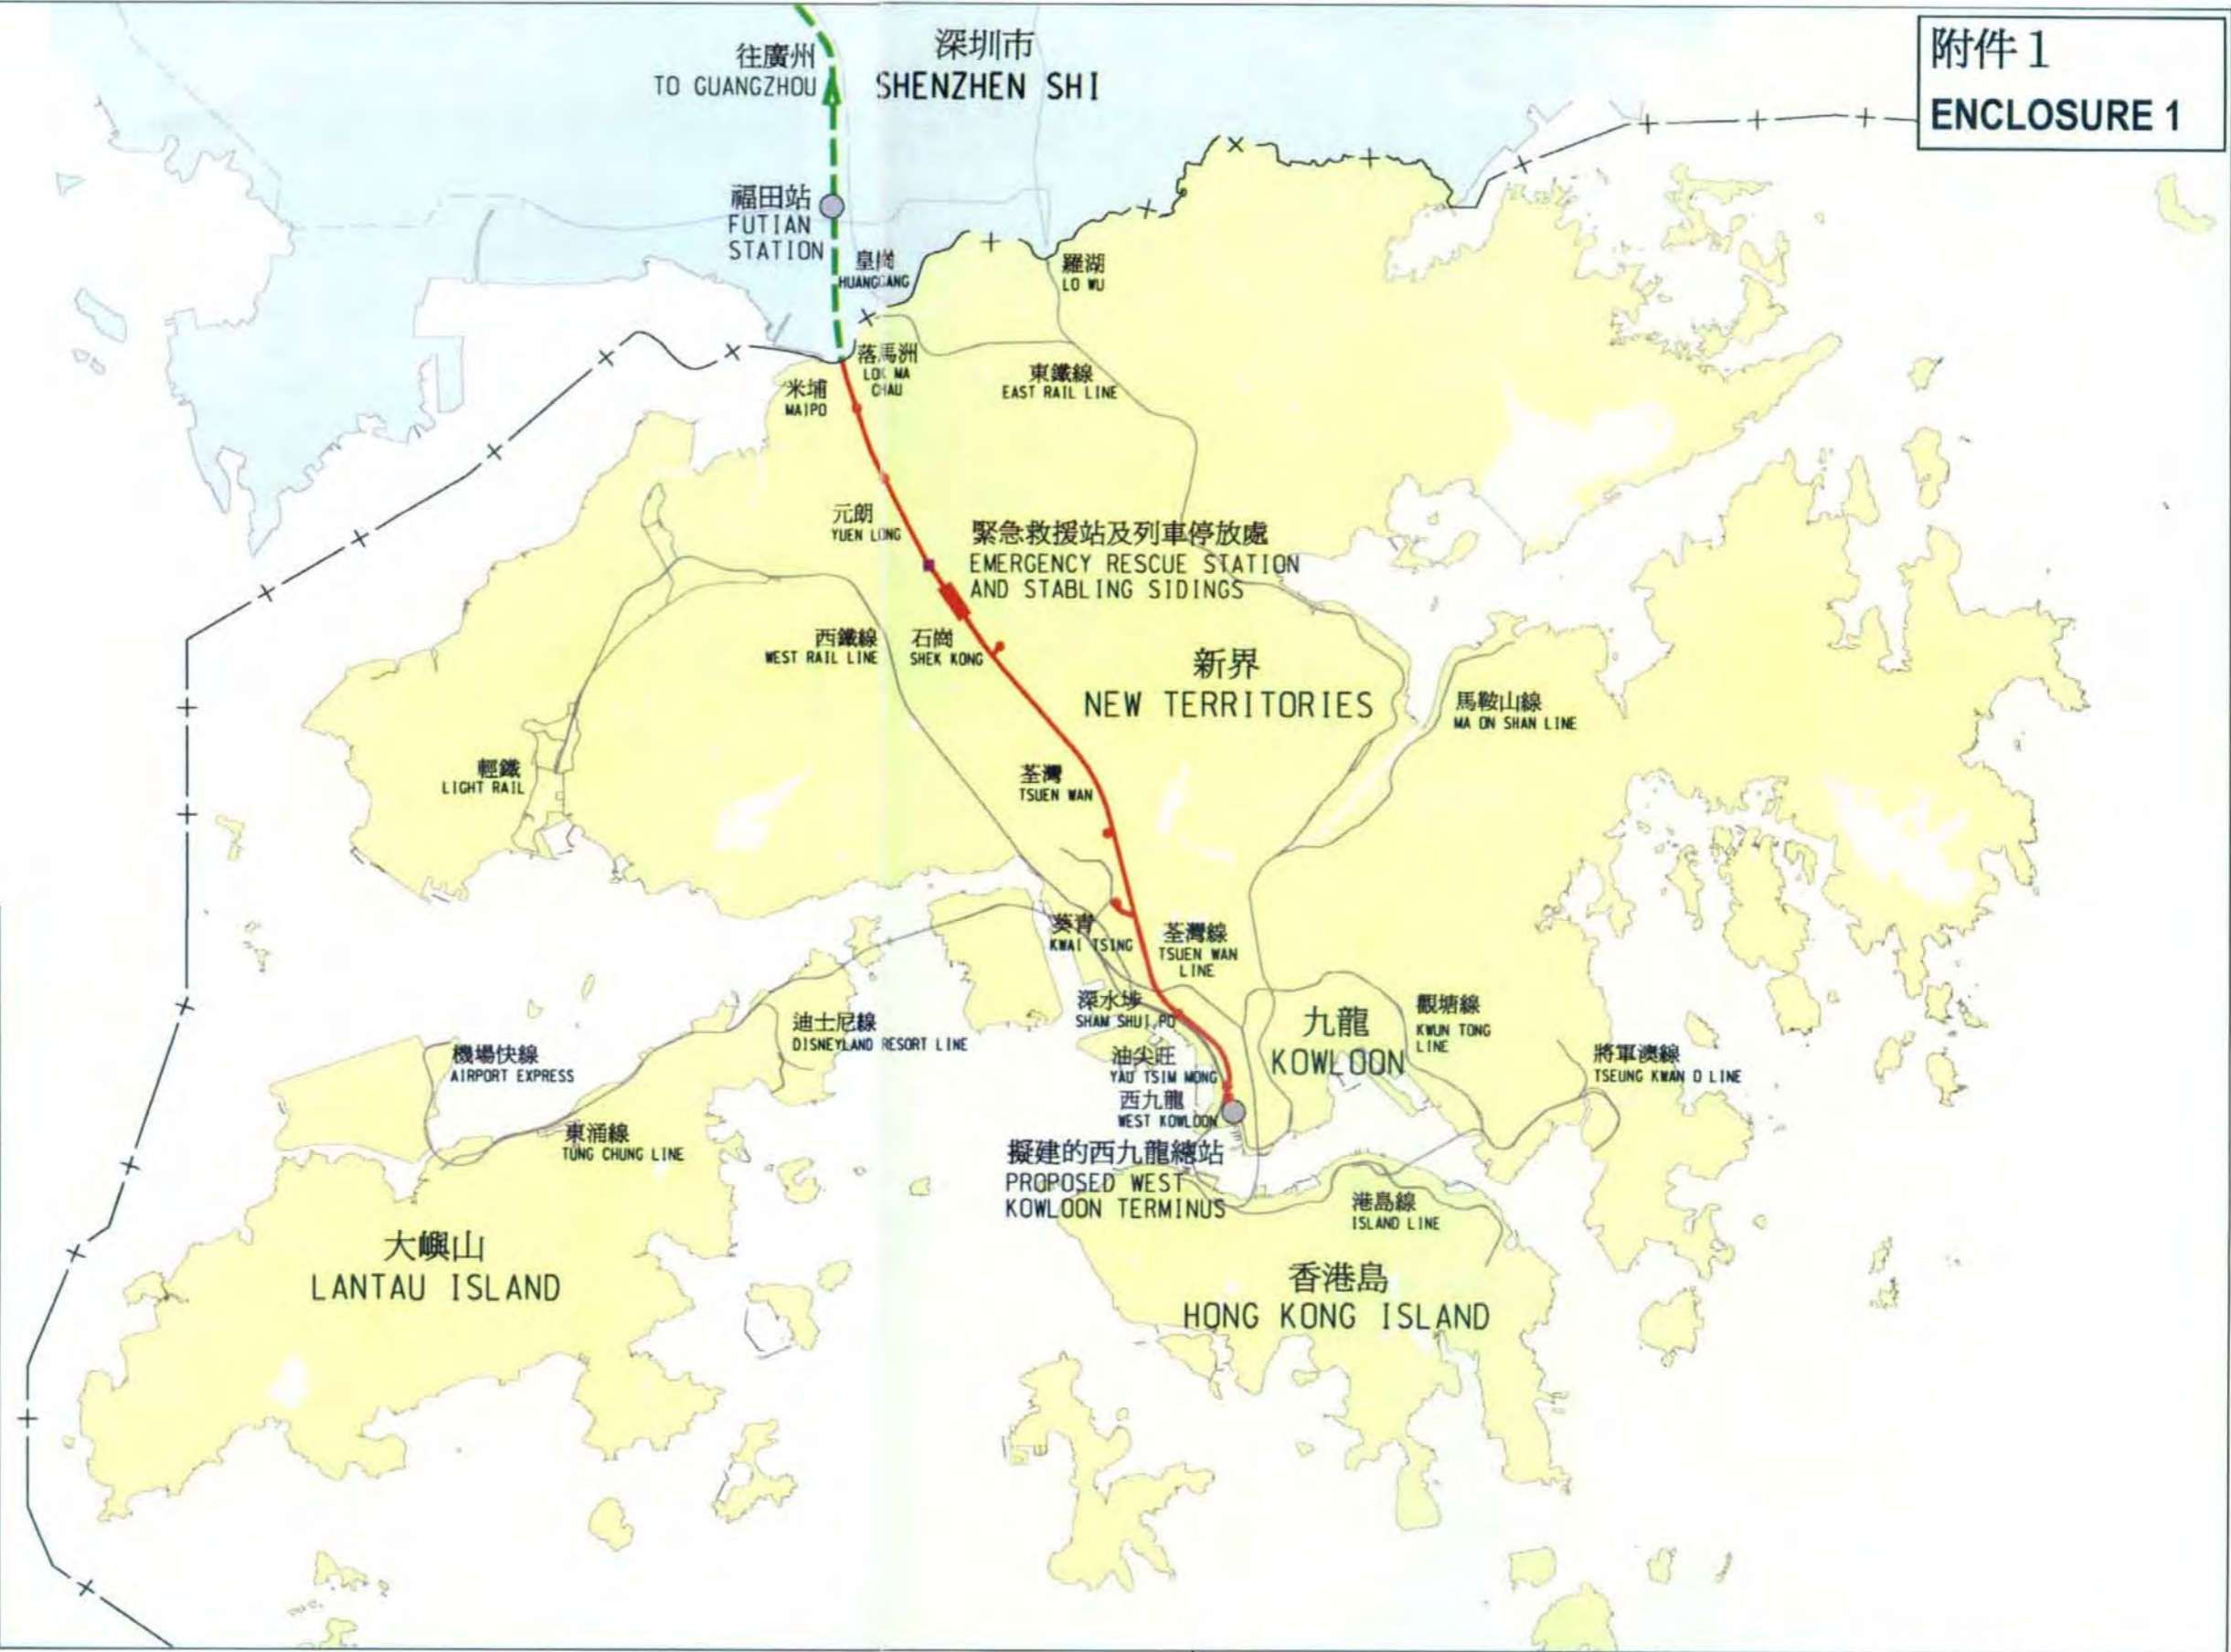 附件 1
ENCLOSURE 1
往廣州
TO GUANGZHOU
深圳市
SHENZHEN SHI
福田站
FUTIAN
STATION
皇崗
HUANGGANG
羅湖
LO WU
落馬洲
LOK MA
CHAU
米埔
MAIPO
東鐵線
EAST RAIL LINE
元朗
YUEN LONG
緊急救援站及列車停放處
EMERGENCY RESCUE STATION
AND STABLING SIDINGS
西鐵線
WEST RAIL LINE
石崗
SHEK KONG
新界
NEW TERRITORIES
馬鞍山線
MA ON SHAN LINE
輕鐵
LIGHT RAIL
荃灣
TSUEN WAN
葵青
KWAI TSING
荃灣線
TSUEN WAN
LINE
深水埗
SHAM SHUI PO
九龍
KOWLOON
觀塘線
KWUN TONG
LINE
迪士尼線
DISNEYLAND RESORT LINE
機場快線
AIRPORT EXPRESS
油尖旺
YAU TSIM MONG
將軍澳線
TSEUNG KWAN O LINE
西九龍
WEST KOWLOON
東涌線
TUNG CHUNG LINE
擬建的西九龍總站
PROPOSED WEST
KOWLOON TERMINUS
港島線
ISLAND LINE
大嶼山
LANTAU ISLAND
香港島
HONG KONG ISLAND